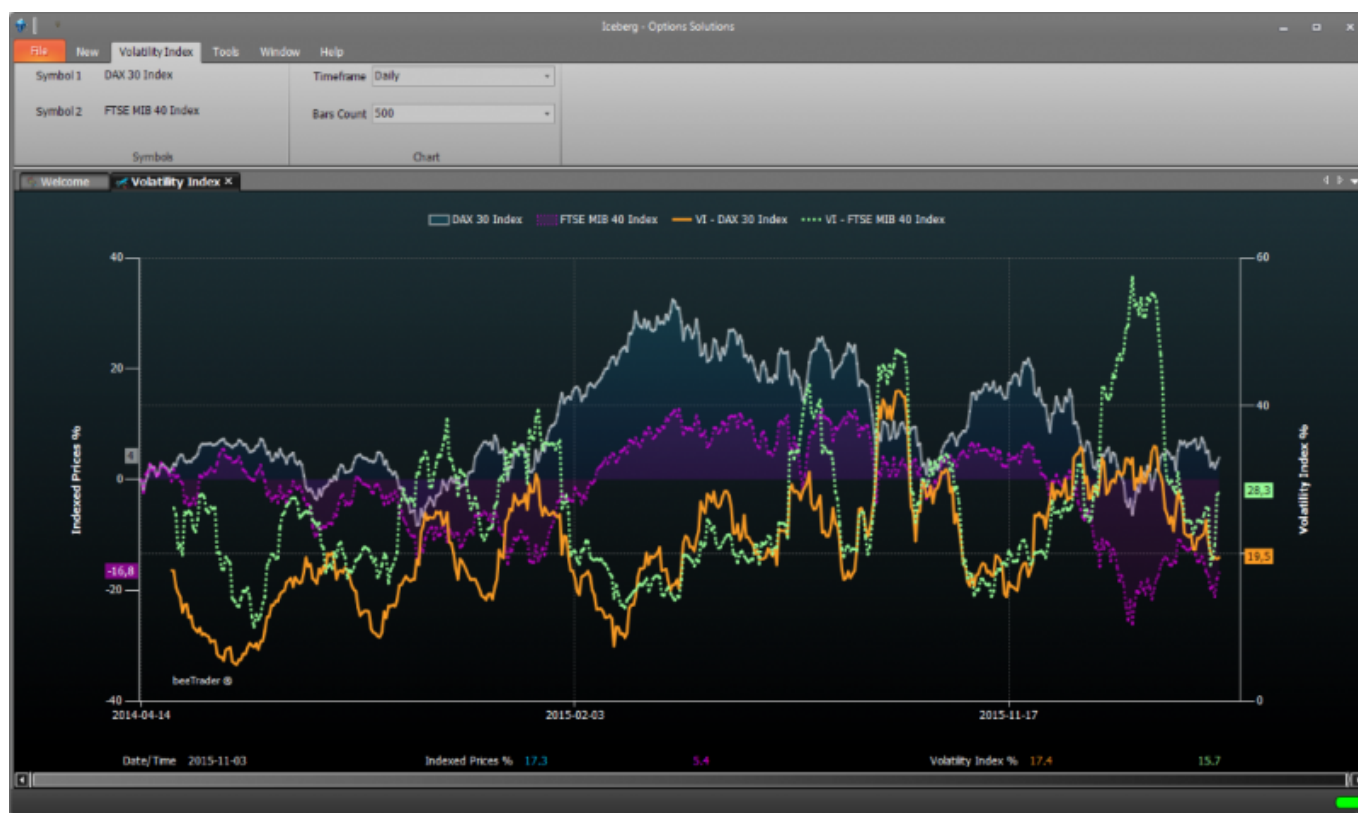 Iceberg - Options Solutions
File New Volatility Index Tools Window Help
Symbol 1 DAX 30 Index Timeframe Daily
Symbol 2 FTSE MIB 40 Index Bars Count 500
Symbols Chart
Welcome Volatility Index ×
DAX 30 Index FTSE MIB 40 Index VI - DAX 30 Index VI - FTSE MIB 40 Index
40 60
20 40
Indexed Prices %
4
0
Volatility Index %
28,3
19,5
-16,8
-20
beeTrader ®
-40 0
2014-04-14 2015-02-03 2015-11-17
Date/Time 2015-11-03 Indexed Prices % 17.3 5.4 Volatility Index % 17.4 15.7